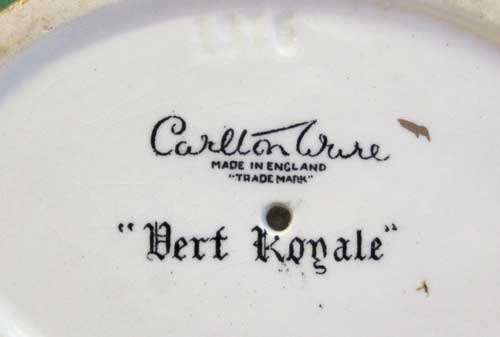 Carlton Ware
MADE IN ENGLAND
"TRADE MARK"
"Vert Royale"